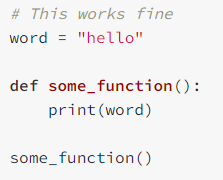 # This works fine
word = "hello"

def some_function():
    print(word)

some_function()